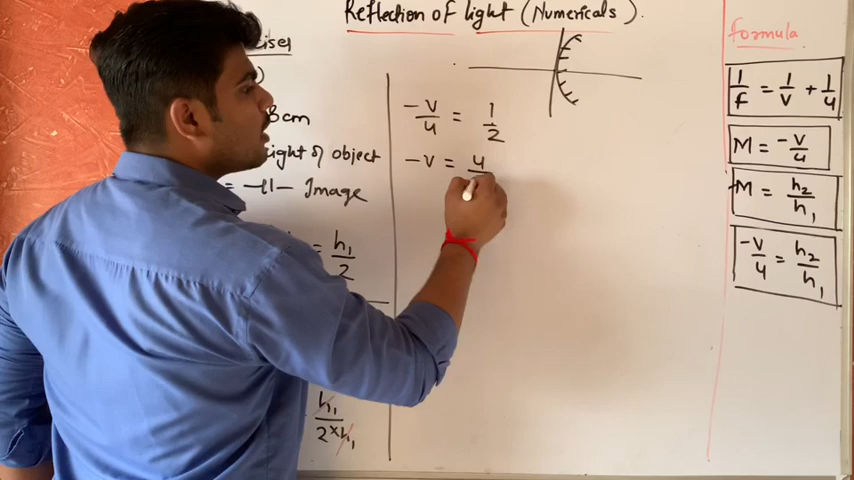 Reflection of light (Numericals).
)
8cm
ight of object
= —11— Image
= h₁/2
h₁/2×h₁
-v/u = 1/2
-v = u
Formula
1/f = 1/v + 1/u
M = -v/u
M = h₂/h₁
-v/u = h₂/h₁